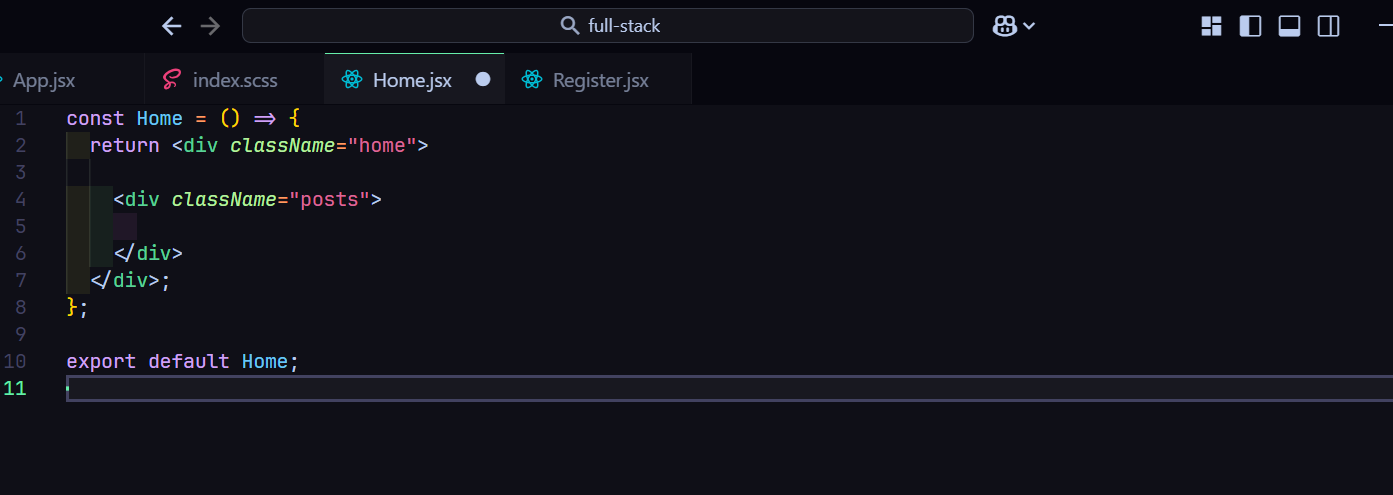 full-stack
App.jsx index.scss Home.jsx Register.jsx
1 const Home = () => {
2 return <div className="home">
3
4 <div className="posts">
5
6 </div>
7 </div>;
8 };
9
10 export default Home;
11